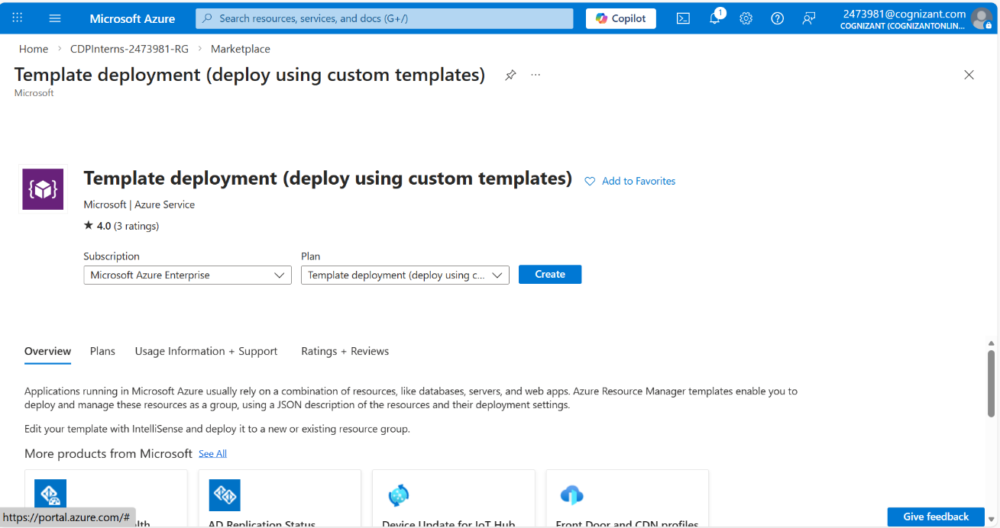 Microsoft Azure
Search resources, services, and docs (G+/)
Copilot
1
2473981@cognizant.com
COGNIZANT (COGNIZANTONLIN...
Home > CDPInterns-2473981-RG > Marketplace
Template deployment (deploy using custom templates)
...
Microsoft
Template deployment (deploy using custom templates)
Add to Favorites
Microsoft | Azure Service
★ 4.0 (3 ratings)
Subscription
Plan
Microsoft Azure Enterprise
Template deployment (deploy using c...
Create
Overview
Plans
Usage Information + Support
Ratings + Reviews
Applications running in Microsoft Azure usually rely on a combination of resources, like databases, servers, and web apps. Azure Resource Manager templates enable you to
deploy and manage these resources as a group, using a JSON description of the resources and their deployment settings.
Edit your template with IntelliSense and deploy it to a new or existing resource group.
More products from Microsoft See All
AD Replication Status
Device Update for IoT Hub
Front Door and CDN profiles
https://portal.azure.com/#
Give feedback